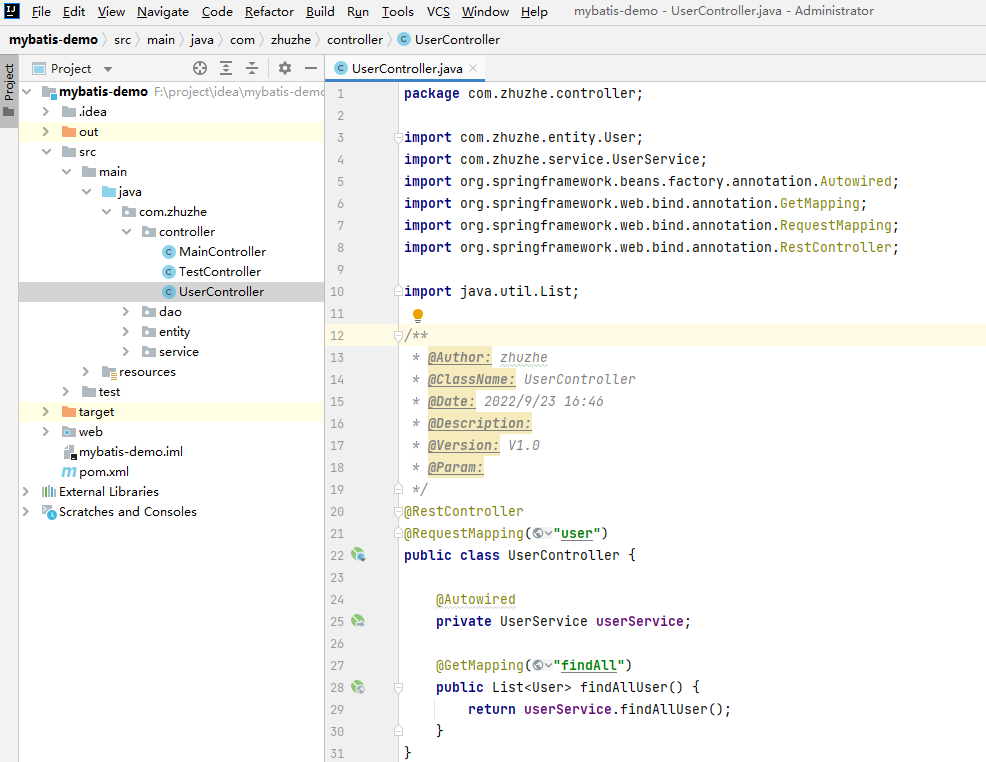 File Edit View Navigate Code Refactor Build Run Tools VCS Window Help mybatis-demo - UserController.java - Administrator
mybatis-demo src main java com zhuzhe controller UserController
Project
Project
mybatis-demo F:\project\idea\mybatis-demo
.idea
out
src
main
java
com.zhuzhe
controller
MainController
TestController
UserController
dao
entity
service
resources
test
target
web
mybatis-demo.iml
pom.xml
External Libraries
Scratches and Consoles
UserController.java
1 package com.zhuzhe.controller;
2
3 import com.zhuzhe.entity.User;
4 import com.zhuzhe.service.UserService;
5 import org.springframework.beans.factory.annotation.Autowired;
6 import org.springframework.web.bind.annotation.GetMapping;
7 import org.springframework.web.bind.annotation.RequestMapping;
8 import org.springframework.web.bind.annotation.RestController;
9
10 import java.util.List;
11
12 /**
13 * @Author: zhuzhe
14 * @ClassName: UserController
15 * @Date: 2022/9/23 16:46
16 * @Description:
17 * @Version: V1.0
18 * @Param:
19 */
20 @RestController
21 @RequestMapping("user")
22 public class UserController {
23
24 @Autowired
25 private UserService userService;
26
27 @GetMapping("findAll")
28 public List<User> findAllUser() {
29 return userService.findAllUser();
30 }
31 }